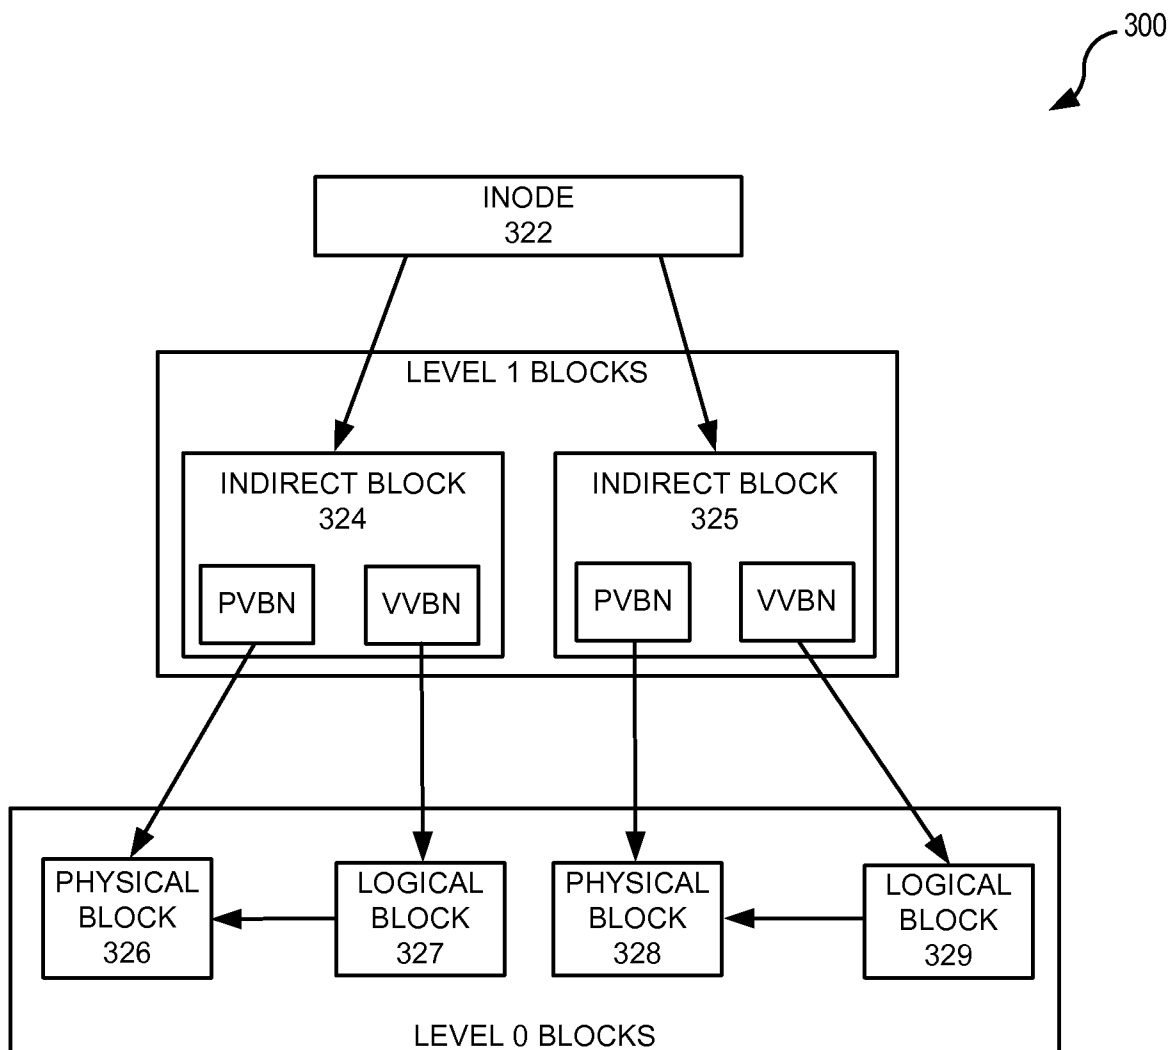 300
INODE
322
LEVEL 1 BLOCKS
INDIRECT BLOCK
324
INDIRECT BLOCK
325
PVBN
VVBN
PVBN
VVBN
PHYSICAL
BLOCK
326
LOGICAL
BLOCK
327
PHYSICAL
BLOCK
328
LOGICAL
BLOCK
329
LEVEL 0 BLOCKS